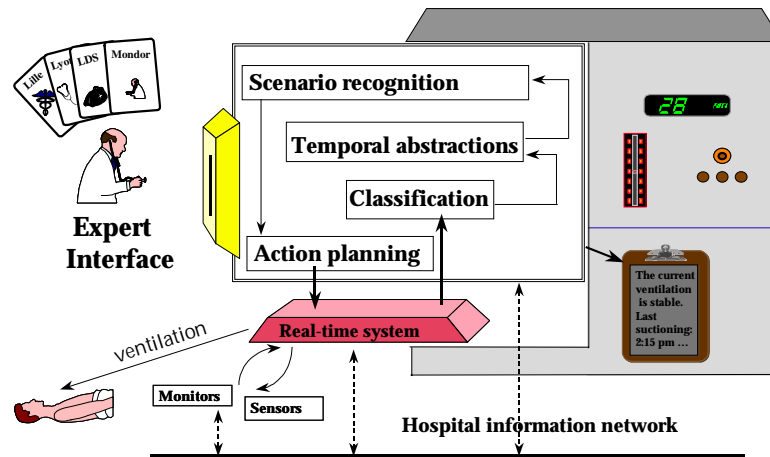 Lille
Lyon
LDS
Mondor
Expert
Interface
Scenario recognition
Temporal abstractions
Classification
Action planning
Real-time system
28
The current
ventilation
is stable.
Last
suctioning:
2:15 pm ...
ventilation
Monitors
Sensors
Hospital information network